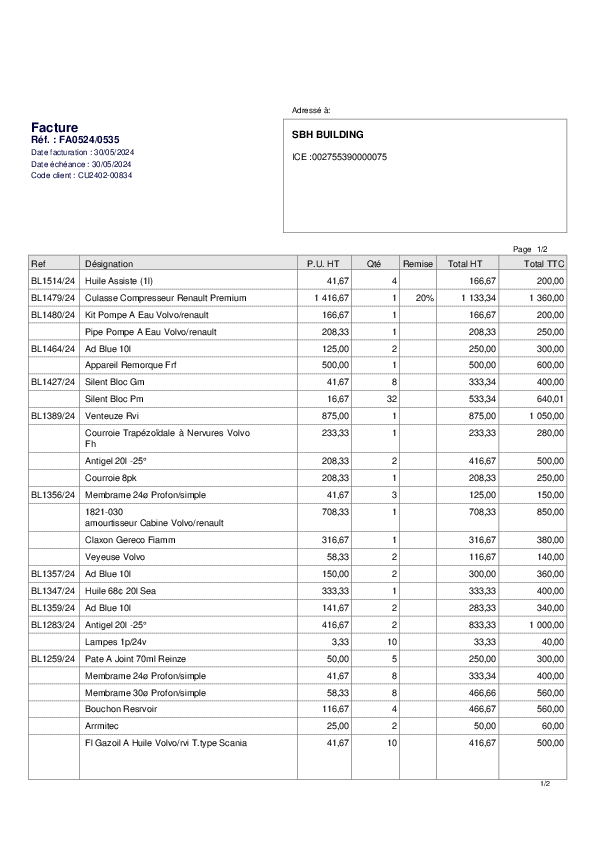 Adressé à:
Facture
Réf. : FA0524/0535
Date facturation : 30/05/2024
Date échéance : 30/05/2024
Code client : CU2402-00834
SBH BUILDING
ICE :002755390000075
Page 1/2
Ref Désignation P.U. HT Qté Remise Total HT Total TTC
BL1514/24 Huile Assiste (1l) 41,67 4 166,67 200,00
BL1479/24 Culasse Compresseur Renault Premium 1 416,67 1 20% 1 133,34 1 360,00
BL1480/24 Kit Pompe A Eau Volvo/renault 166,67 1 166,67 200,00
Pipe Pompe A Eau Volvo/renault 208,33 1 208,33 250,00
BL1464/24 Ad Blue 10l 125,00 2 250,00 300,00
Appareil Remorque Frf 500,00 1 500,00 600,00
BL1427/24 Silent Bloc Gm 41,67 8 333,34 400,00
Silent Bloc Pm 16,67 32 533,34 640,01
BL1389/24 Venteuze Rvi 875,00 1 875,00 1 050,00
Courroie Trapézoîdale à Nervures Volvo 233,33 1 233,33 280,00
Fh
Antigel 20l -25° 208,33 2 416,67 500,00
Courroie 8pk 208,33 1 208,33 250,00
BL1356/24 Membrame 24ø Profon/simple 41,67 3 125,00 150,00
1821-030 708,33 1 708,33 850,00
amourtisseur Cabine Volvo/renault
Claxon Gereco Fiamm 316,67 1 316,67 380,00
Veyeuse Volvo 58,33 2 116,67 140,00
BL1357/24 Ad Blue 10l 150,00 2 300,00 360,00
BL1347/24 Huile 68¢ 20l Sea 333,33 1 333,33 400,00
BL1359/24 Ad Blue 10l 141,67 2 283,33 340,00
BL1283/24 Antigel 20l -25° 416,67 2 833,33 1 000,00
Lampes 1p/24v 3,33 10 33,33 40,00
BL1259/24 Pate A Joint 70ml Reinze 50,00 5 250,00 300,00
Membrame 24ø Profon/simple 41,67 8 333,34 400,00
Membrame 30ø Profon/simple 58,33 8 466,66 560,00
Bouchon Resrvoir 116,67 4 466,67 560,00
Arrmitec 25,00 2 50,00 60,00
Fl Gazoil A Huile Volvo/rvi T.type Scania 41,67 10 416,67 500,00
1/2